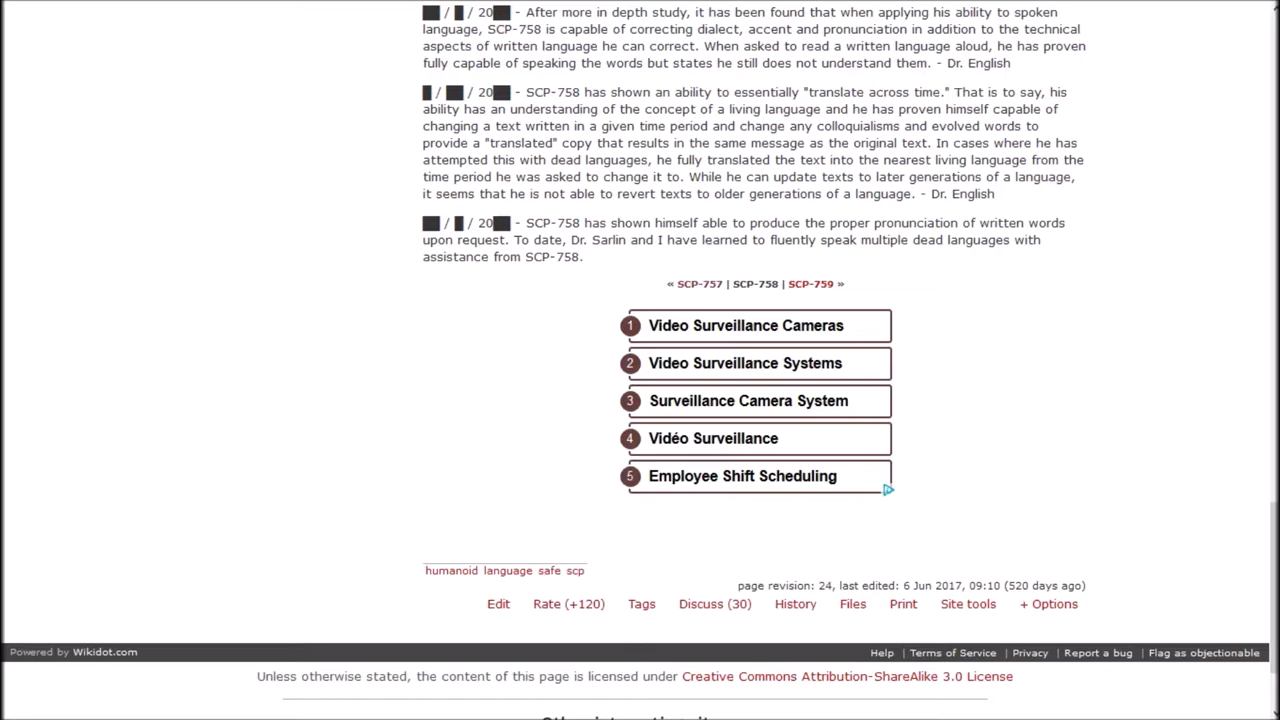 ██ / █ / 20██ - After more in depth study, it has been found that when applying his ability to spoken
language, SCP-758 is capable of correcting dialect, accent and pronunciation in addition to the technical
aspects of written language he can correct. When asked to read a written language aloud, he has proven
fully capable of speaking the words but states he still does not understand them. - Dr. English
█ / ██ / 20██ - SCP-758 has shown an ability to essentially "translate across time." That is to say, his
ability has an understanding of the concept of a living language and he has proven himself capable of
changing a text written in a given time period and change any colloquialisms and evolved words to
provide a "translated" copy that results in the same message as the original text. In cases where he has
attempted this with dead languages, he fully translated the text into the nearest living language from the
time period he was asked to change it to. While he can update texts to later generations of a language,
it seems that he is not able to revert texts to older generations of a language. - Dr. English
██ / █ / 20██ - SCP-758 has shown himself able to produce the proper pronunciation of written words
upon request. To date, Dr. Sarlin and I have learned to fluently speak multiple dead languages with
assistance from SCP-758.
« SCP-757 | SCP-758 | SCP-759 »
1 Video Surveillance Cameras
2 Video Surveillance Systems
3 Surveillance Camera System
4 Vidéo Surveillance
5 Employee Shift Scheduling
humanoid language safe scp
page revision: 24, last edited: 6 Jun 2017, 09:10 (520 days ago)
Edit Rate (+120) Tags Discuss (30) History Files Print Site tools + Options
Powered by Wikidot.com Help | Terms of Service | Privacy | Report a bug | Flag as objectionable
Unless otherwise stated, the content of this page is licensed under Creative Commons Attribution-ShareAlike 3.0 License